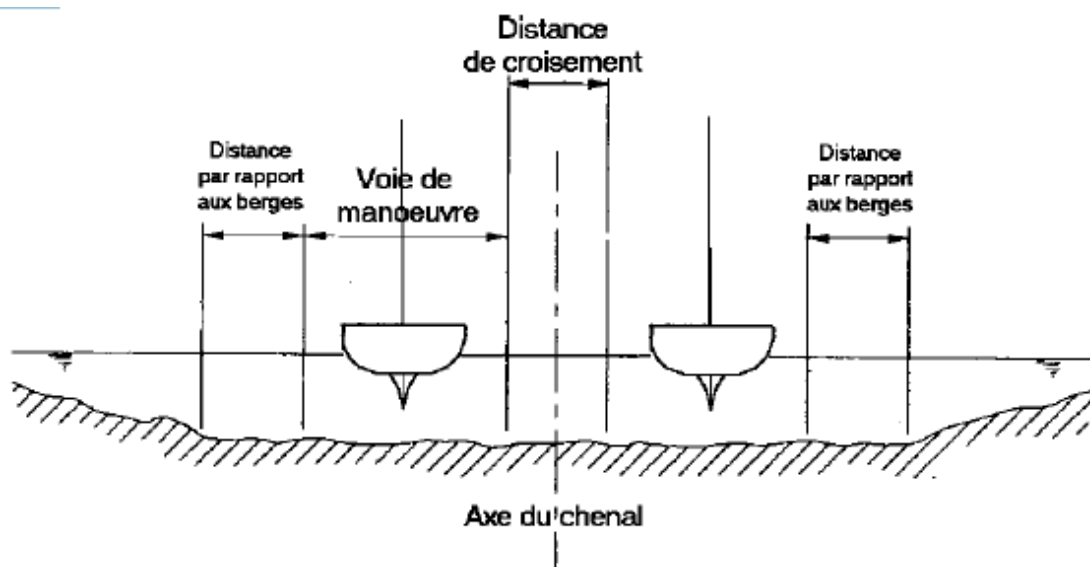 Distance
de croisement
Distance
par rapport
aux berges
Voie de
manoeuvre
Distance
par rapport
aux berges
Axe du chenal